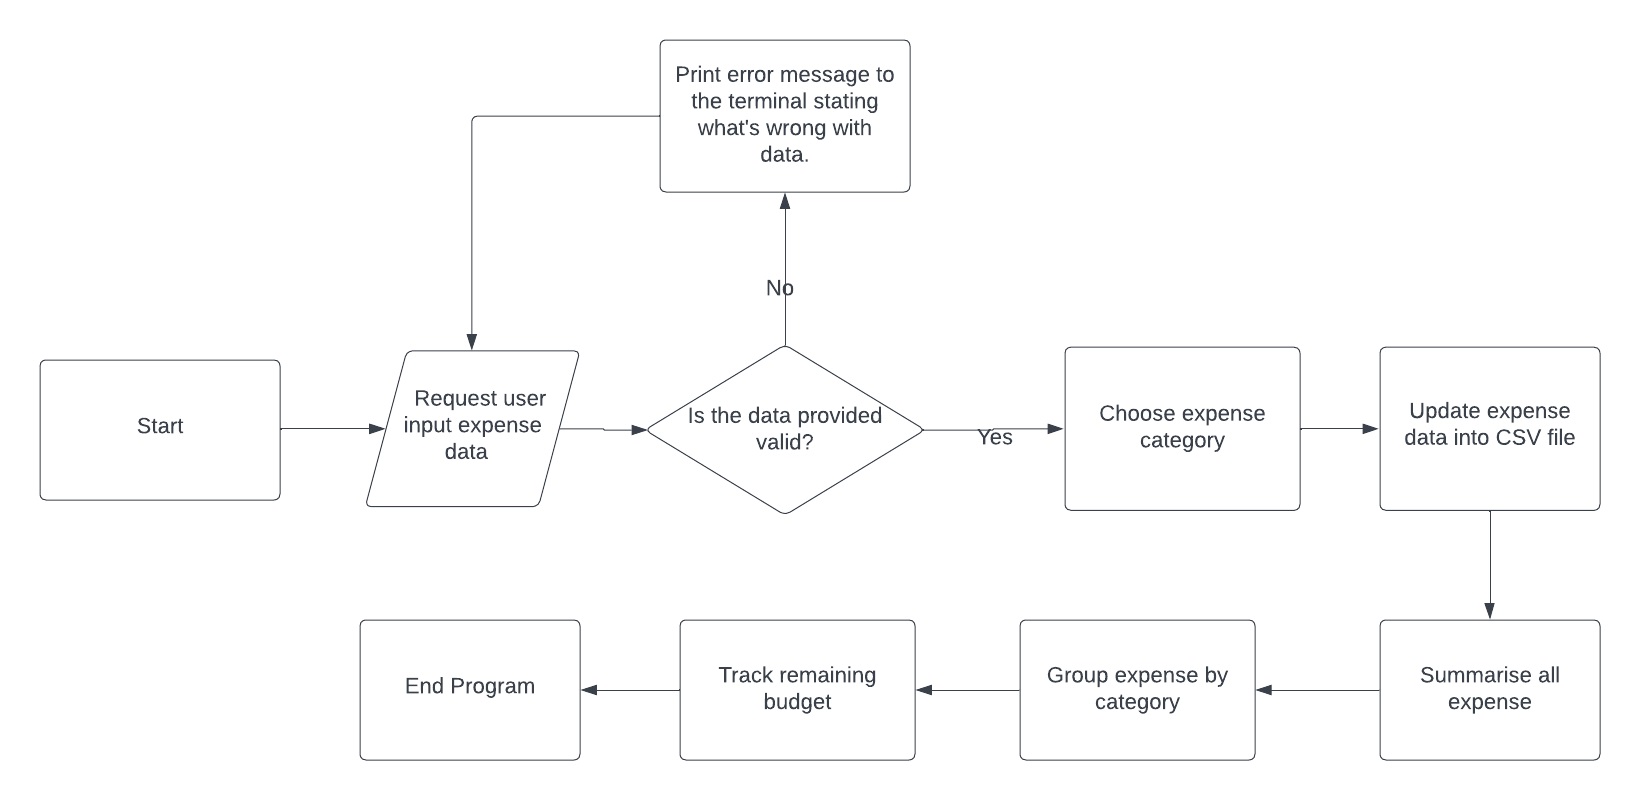 Print error message to
the terminal stating
what's wrong with
data.
No
Start
Request user
input expense
data
Is the data provided
valid?
Yes
Choose expense
category
Update expense
data into CSV file
Summarise all
expense
Group expense by
category
Track remaining
budget
End Program